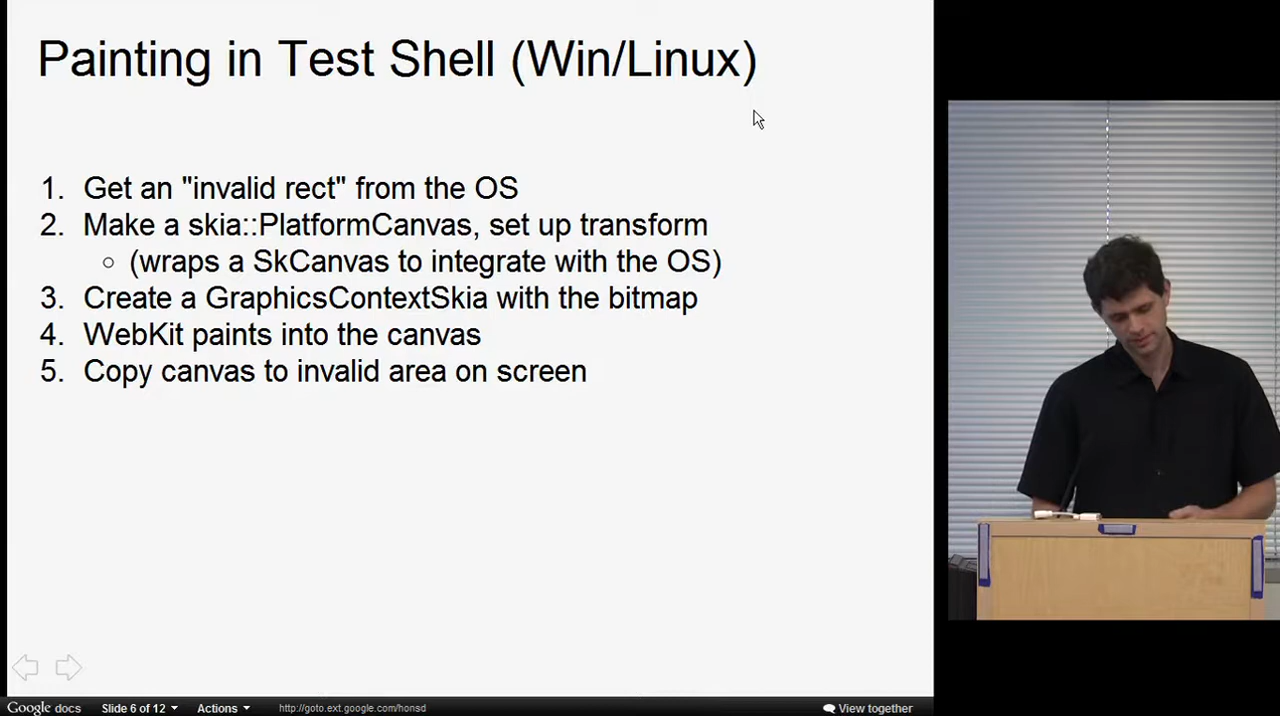 Painting in Test Shell (Win/Linux)
1. Get an "invalid rect" from the OS
2. Make a skia::PlatformCanvas, set up transform
○ (wraps a SkCanvas to integrate with the OS)
3. Create a GraphicsContextSkia with the bitmap
4. WebKit paints into the canvas
5. Copy canvas to invalid area on screen
Google docs Slide 6 of 12 Actions http://goto.ext.google.com/honsd View together